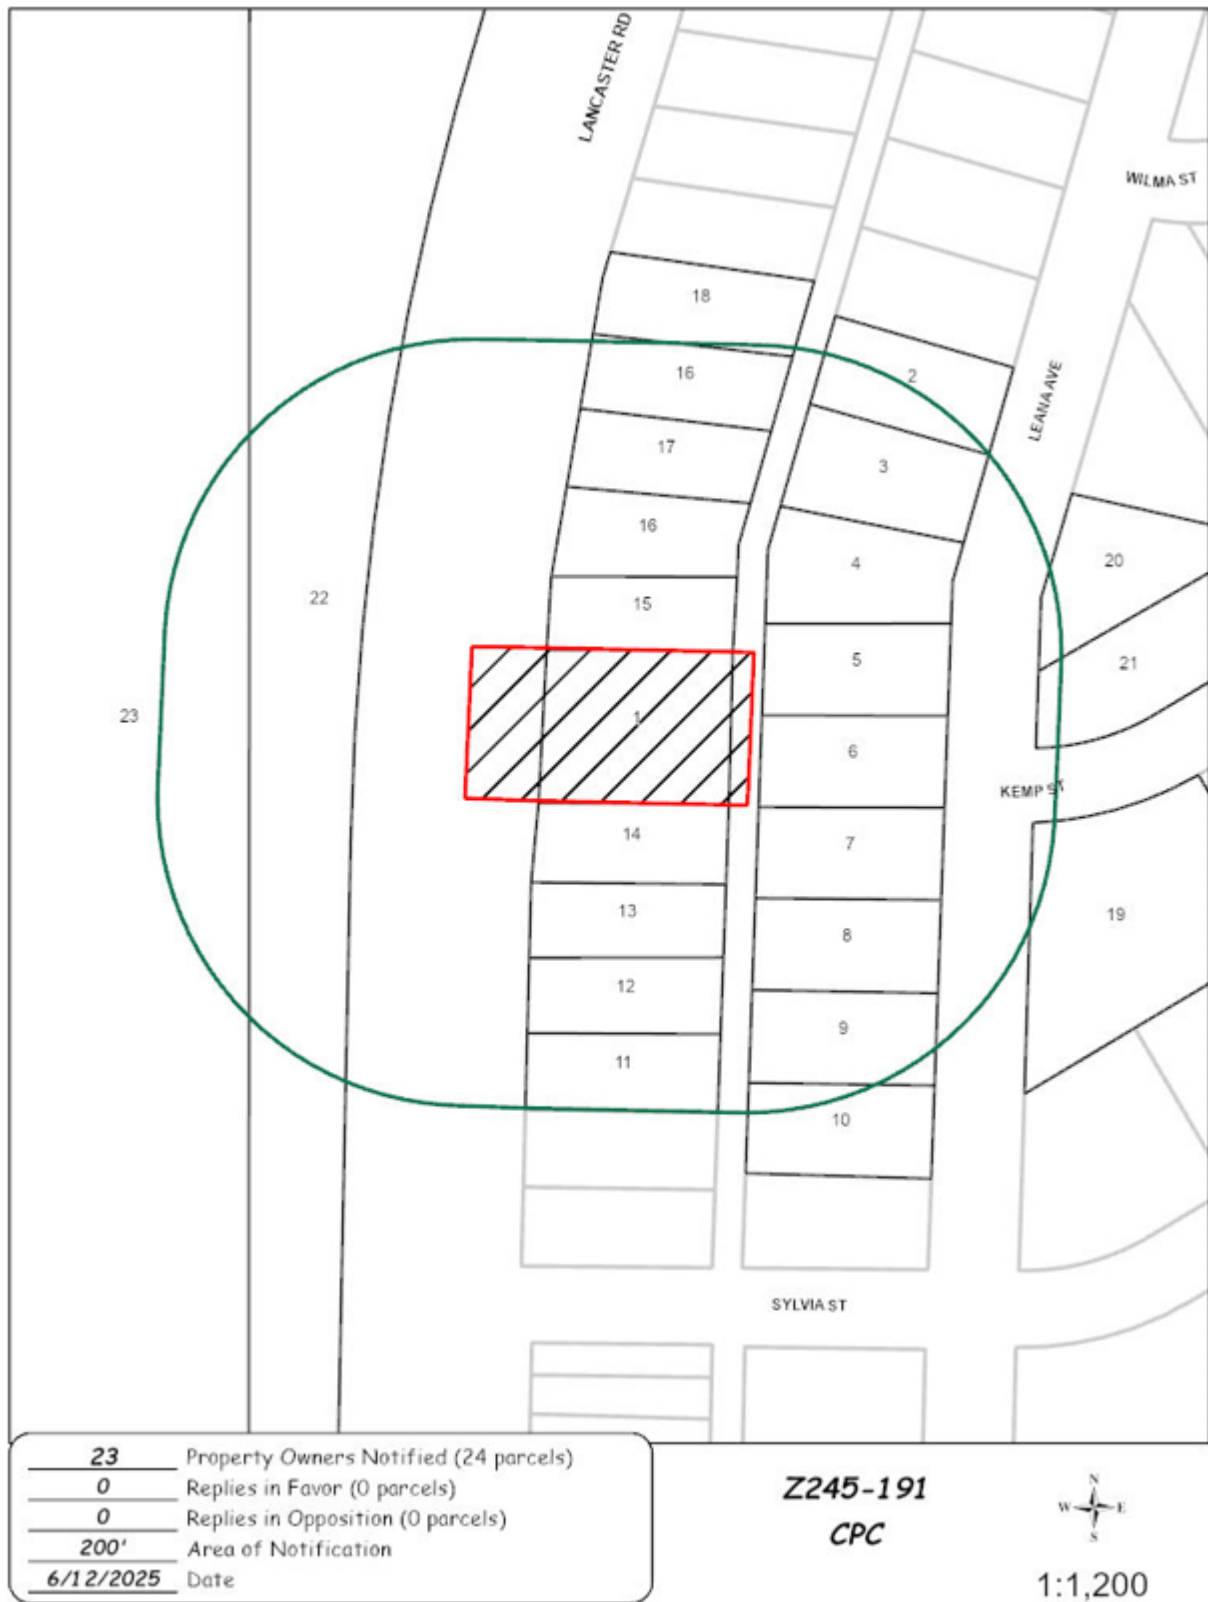 LANCASTER RD
WILMA ST
18
16
2
LEANA AVE
17
3
16
4
20
22
15
5
21
23
1
6
KEMP ST
14
7
13
19
8
12
9
11
10
SYLVIA ST
23 Property Owners Notified (24 parcels)
0 Replies in Favor (0 parcels)
0 Replies in Opposition (0 parcels)
200' Area of Notification
6/12/2025 Date
Z245-191
CPC
N
W E
S
1:1,200